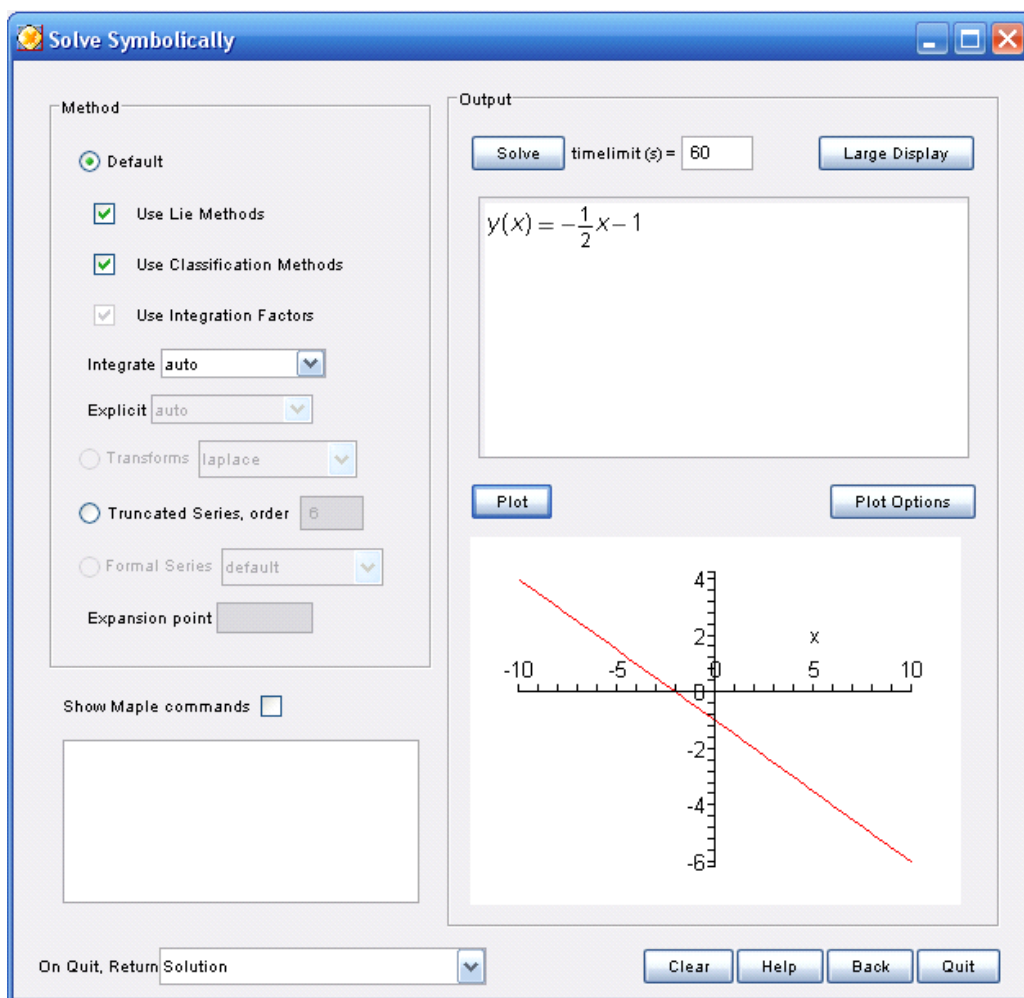 Solve Symbolically
Method
Default
Use Lie Methods
Use Classification Methods
Use Integration Factors
Integrate auto
Explicit auto
Transforms laplace
Truncated Series, order 6
Formal Series default
Expansion point
Show Maple commands
Output
Solve timelimit (s) = 60 Large Display
y(x) = −1/2 x − 1
Plot Plot Options
4
2
x
-10 -5 0 5 10
0
-2
-4
-6
On Quit, Return Solution
Clear Help Back Quit